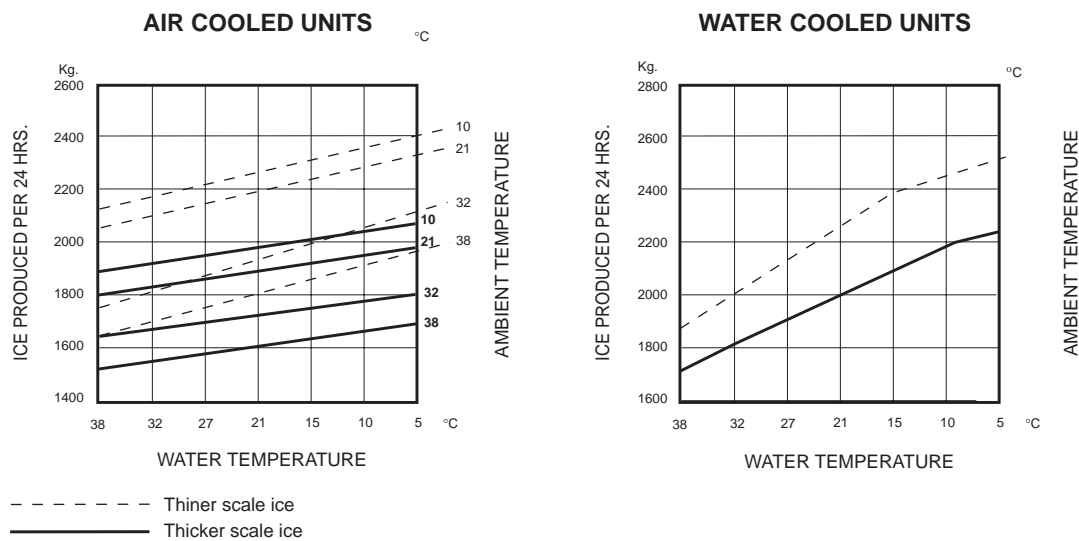 AIR COOLED UNITS
°C
Kg.
2600
2400
2200
2000
1800
1600
1400
ICE PRODUCED PER 24 HRS.
10
21
32
38
10
21
32
38
AMBIENT TEMPERATURE
38 32 27 21 15 10 5 °C
WATER TEMPERATURE
WATER COOLED UNITS
°C
Kg.
2800
2600
2400
2200
2000
1800
1600
ICE PRODUCED PER 24 HRS.
AMBIENT TEMPERATURE
38 32 27 21 15 10 5 °C
WATER TEMPERATURE
Thiner scale ice
Thicker scale ice